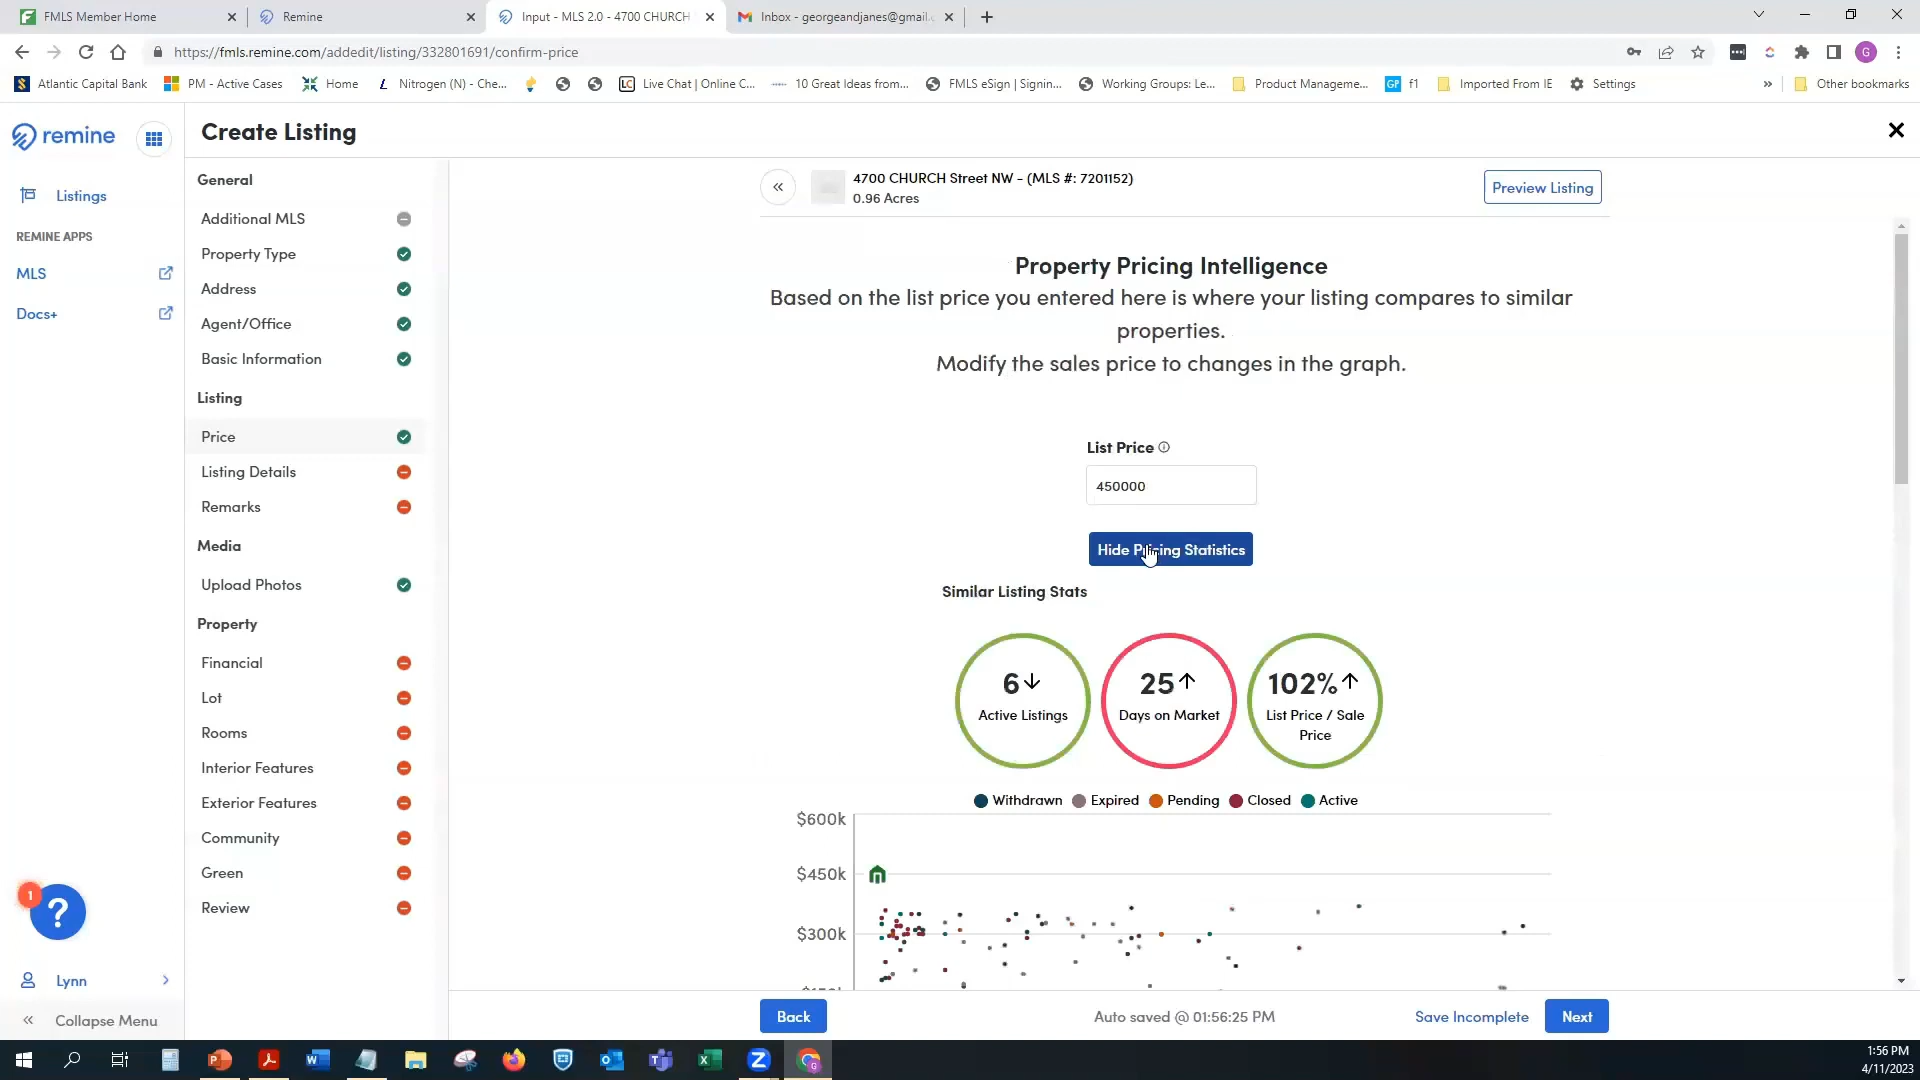 FMLS Member Home
Remine
Input - MLS 2.0 - 4700 CHURCH
Inbox - georgeandjanes@gmail.
https://fmls.remine.com/addedit/listing/332801691/confirm-price
G
Atlantic Capital Bank
PM - Active Cases
Home
Nitrogen (N) - Che...
LC Live Chat | Online C...
10 Great Ideas from...
FMLS eSign | Signin...
Working Groups: Le...
Product Manageme...
GP f1
Imported From IE
Settings
»
Other bookmarks
remine
Create Listing
Listings
REMINE APPS
MLS
Docs+
1
?
Lynn
Collapse Menu
General
Additional MLS
Property Type
Address
Agent/Office
Basic Information
Listing
Price
Listing Details
Remarks
Media
Upload Photos
Property
Financial
Lot
Rooms
Interior Features
Exterior Features
Community
Green
Review
4700 CHURCH Street NW - (MLS #: 7201152)
0.96 Acres
Preview Listing
Property Pricing Intelligence
Based on the list price you entered here is where your listing compares to similar
properties.
Modify the sales price to changes in the graph.
List Price
450000
Hide Pricing Statistics
Similar Listing Stats
6↓
Active Listings
25↑
Days on Market
102%↑
List Price / Sale
Price
Withdrawn Expired Pending Closed Active
$600k
$450k
$300k
Back
Auto saved @ 01:56:25 PM
Save Incomplete
Next
1:56 PM
4/11/2023